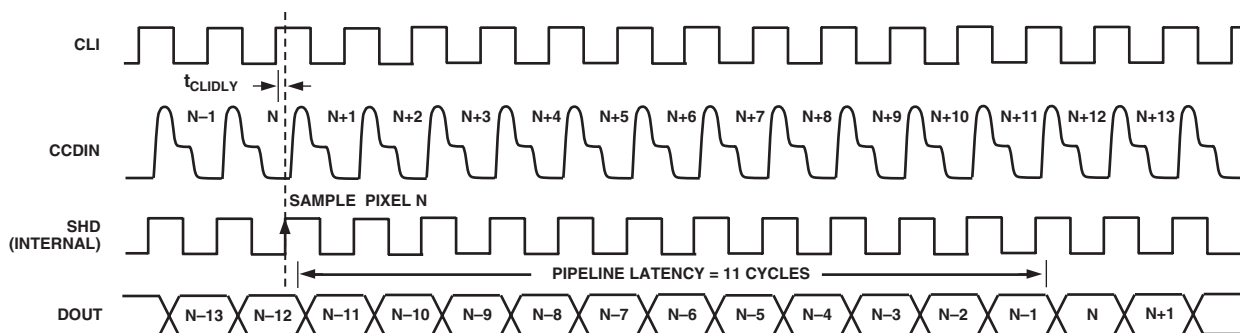 CLI
tCLIDLY
N–1 N N+1 N+2 N+3 N+4 N+5 N+6 N+7 N+8 N+9 N+10 N+11 N+12 N+13
CCDIN
SAMPLE PIXEL N
SHD
(INTERNAL)
PIPELINE LATENCY = 11 CYCLES
DOUT N–13 N–12 N–11 N–10 N–9 N–8 N–7 N–6 N–5 N–4 N–3 N–2 N–1 N N+1